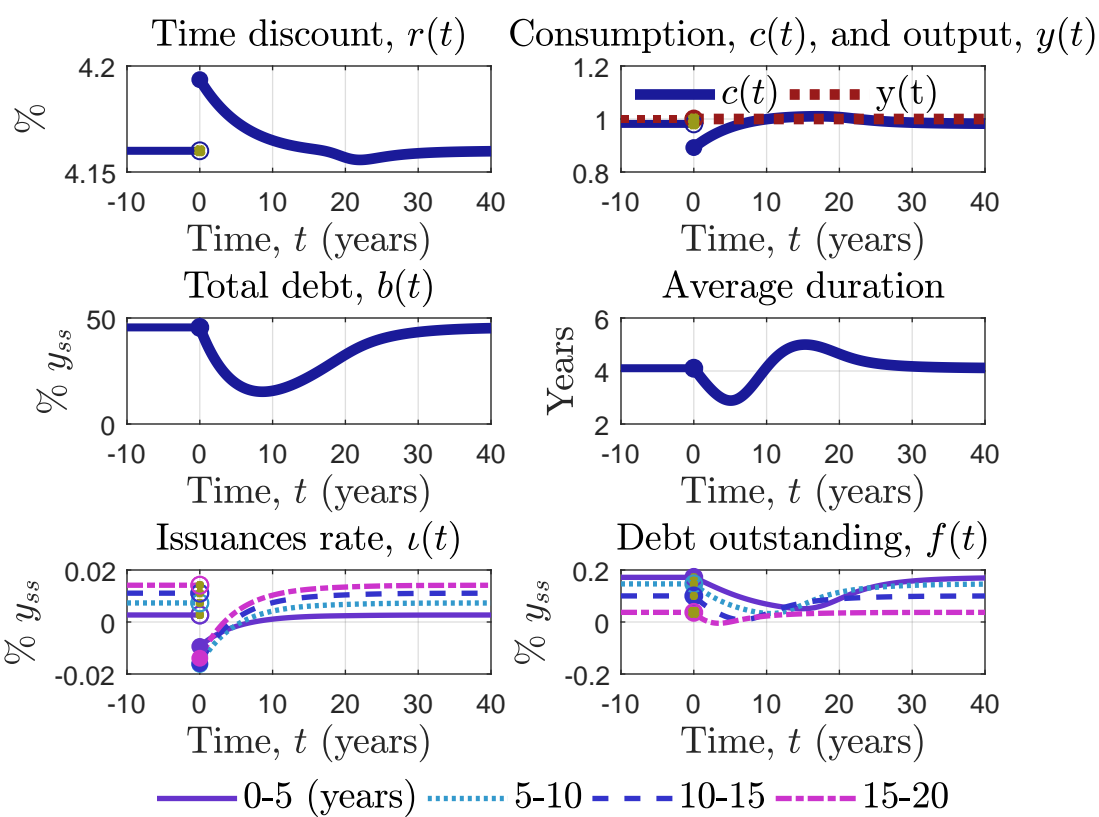 Time discount, r(t)
Consumption, c(t), and output, y(t)
4.2
4.15
%
-10 0 10 20 30 40
Time, t (years)
1.2
1
0.8
c(t) y(t)
-10 0 10 20 30 40
Time, t (years)
Total debt, b(t)
50
0
% y_ss
-10 0 10 20 30 40
Time, t (years)
Average duration
6
4
2
Years
-10 0 10 20 30 40
Time, t (years)
Issuances rate, ι(t)
0.02
0
-0.02
% y_ss
-10 0 10 20 30 40
Time, t (years)
Debt outstanding, f(t)
0.2
0
-0.2
% y_ss
-10 0 10 20 30 40
Time, t (years)
0-5 (years) 5-10 10-15 15-20